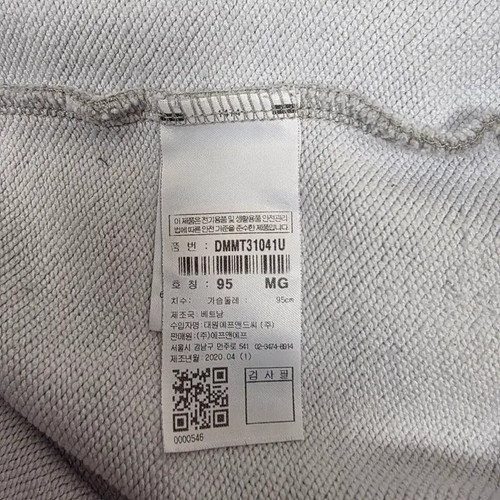 이 제품은 전기용품 및 생활용품 안전관리
법에 따른 안전 기준을 준수한 제품입니다
품 번 : DMMT31041U
호 칭 : 95 MG
치수 : 가슴둘레 : 95cm
제조국 : 베트남
수입자명 : 대원에프엔드씨 (주)
판매원 : (주)에프앤에프
서울시 강남구 언주로 541 02-3474-8914
제조년월 2020.04 (1)
검 사 필
0000546